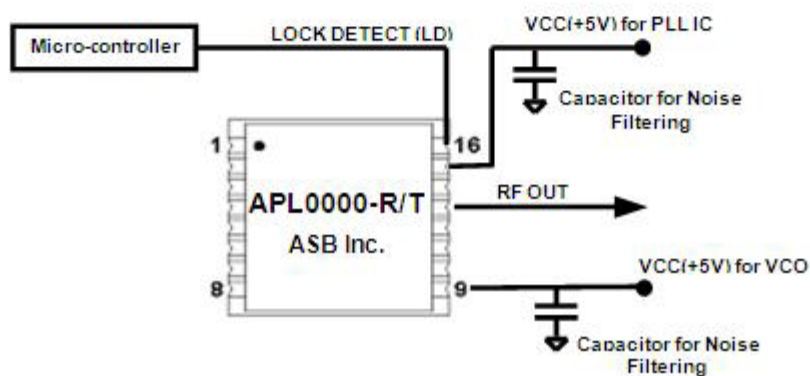 Micro-controller
LOCK DETECT (LD)
VCC(+5V) for PLL IC
Capacitor for Noise
Filtering
1
16
APL0000-R/T
ASB Inc.
RF OUT
8
9
VCC(+5V) for VCO
Capacitor for Noise
Filtering